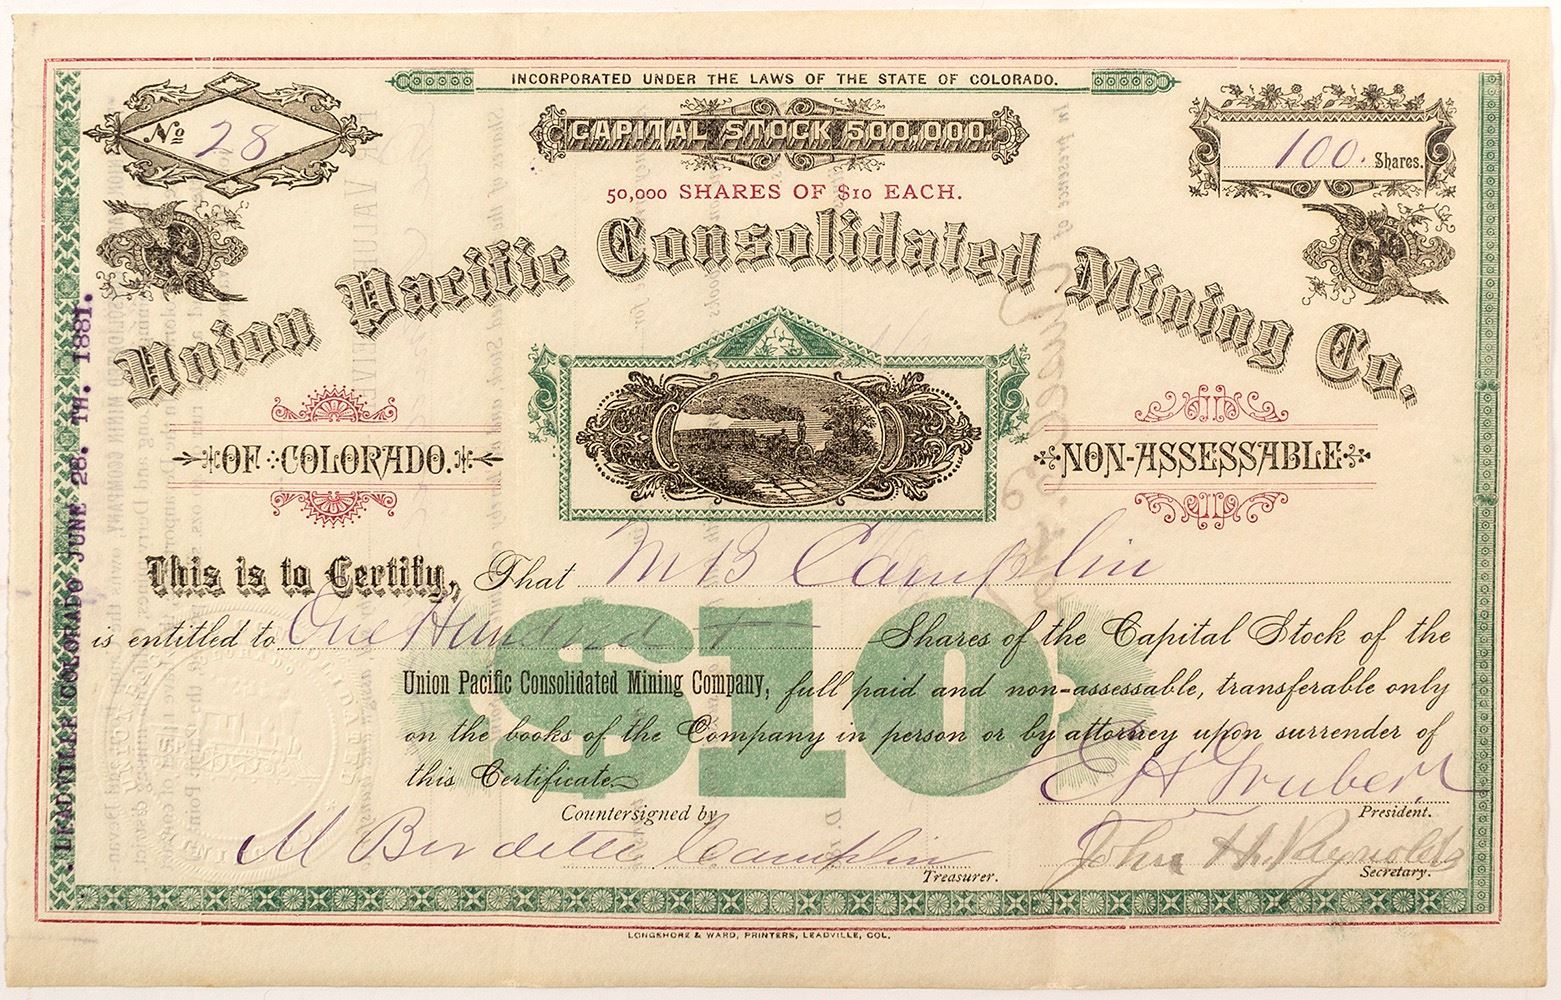 INCORPORATED UNDER THE LAWS OF THE STATE OF COLORADO.
No 28
CAPITAL STOCK 500,000.
100. Shares.
50,000 SHARES OF $10 EACH.
Union Pacific Consolidated Mining Co.
OF COLORADO.
NON-ASSESSABLE
This is to Certify, That M B Camplin
is entitled to One Hundred Shares of the Capital Stock of the
$10
Union Pacific Consolidated Mining Company, full paid and non-assessable, transferable only
on the books of the Company in person or by attorney upon surrender of
this Certificate
Countersigned by
President.
M Burdette Camplin
Treasurer.
John H. Reynolds
Secretary.
LEADVILLE COLORADO JUNE 28. TH. 1881.
LONGSHORE & WARD, PRINTERS, LEADVILLE, COL.